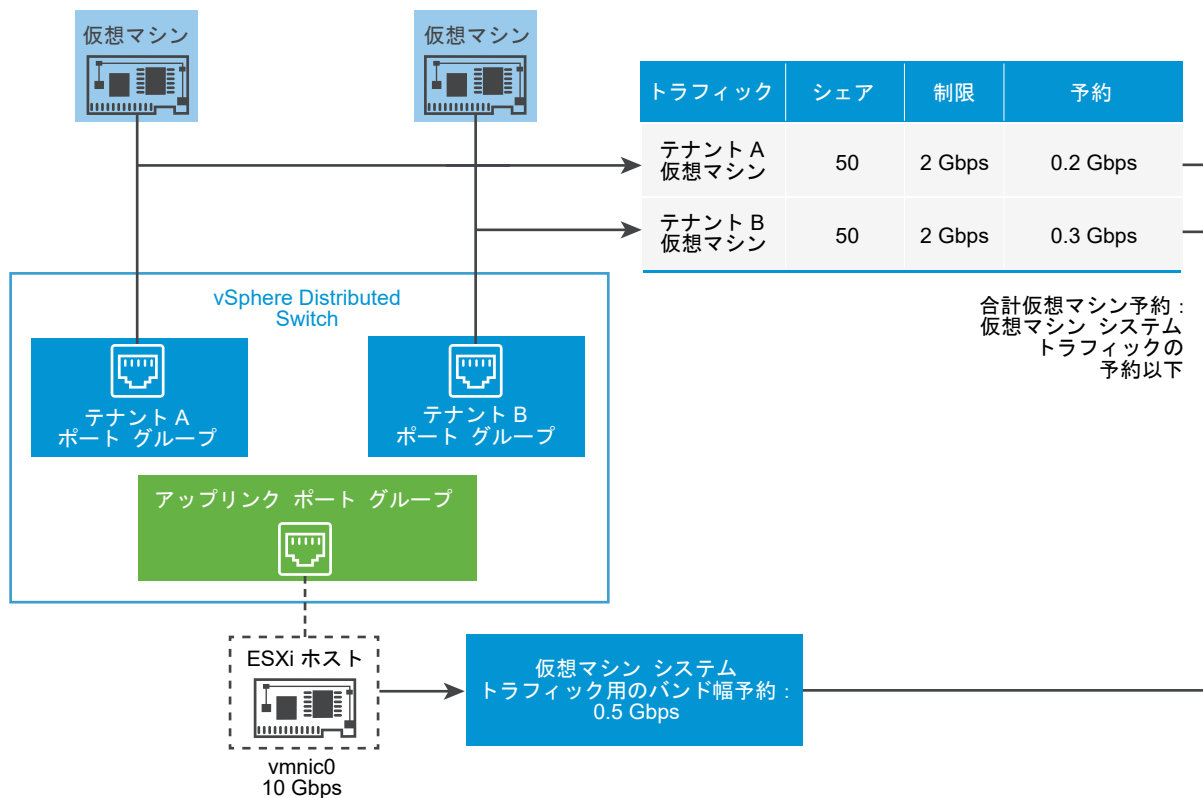 仮想マシン
仮想マシン
トラフィック シェア 制限 予約
テナント A
仮想マシン
50 2 Gbps 0.2 Gbps
テナント B
仮想マシン
50 2 Gbps 0.3 Gbps
合計仮想マシン予約：
仮想マシン システム
トラフィックの
予約以下
vSphere Distributed
Switch
テナント A
ポート グループ
テナント B
ポート グループ
アップリンク ポート グループ
ESXi ホスト
vmnic0
10 Gbps
仮想マシン システム
トラフィック用のバンド幅予約：
0.5 Gbps